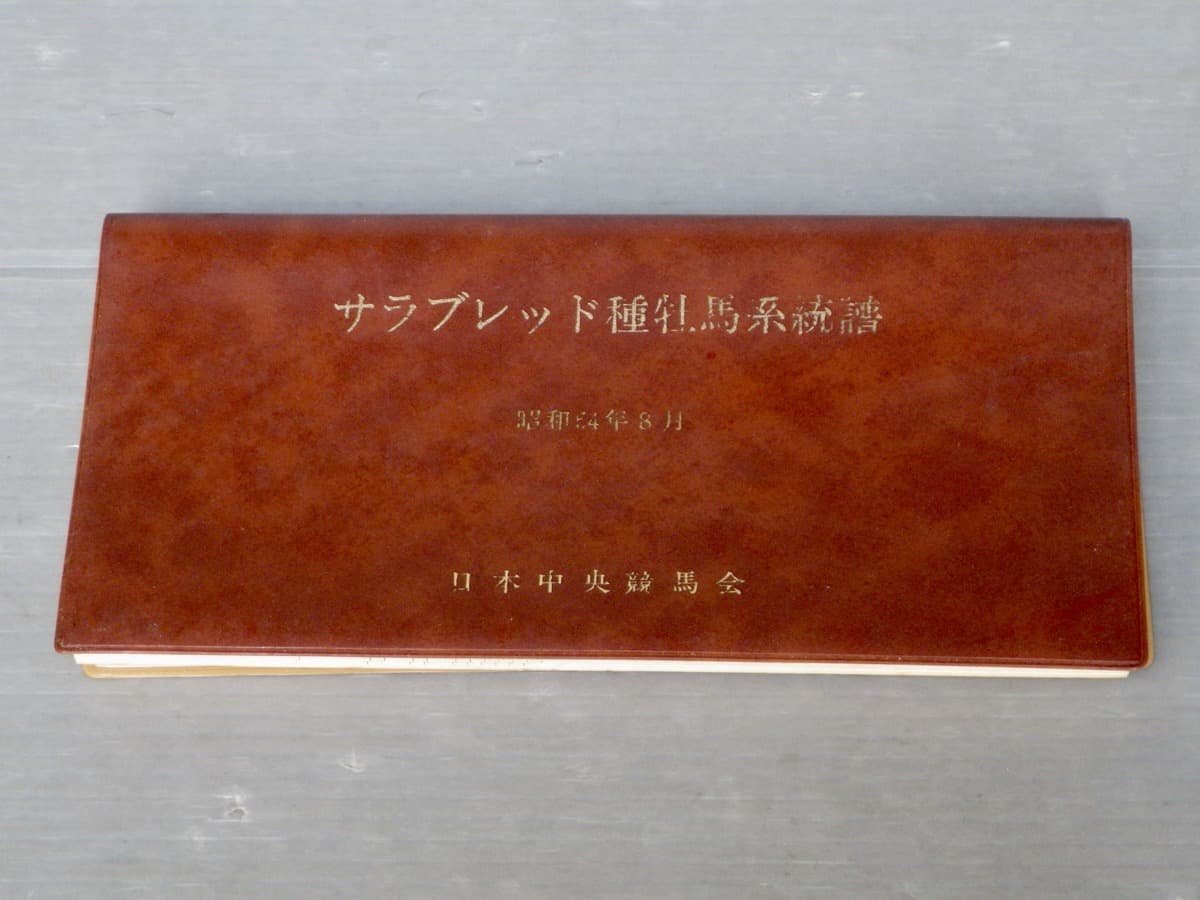 サラブレッド種牡馬系統譜
昭和54年8月
日本中央競馬会